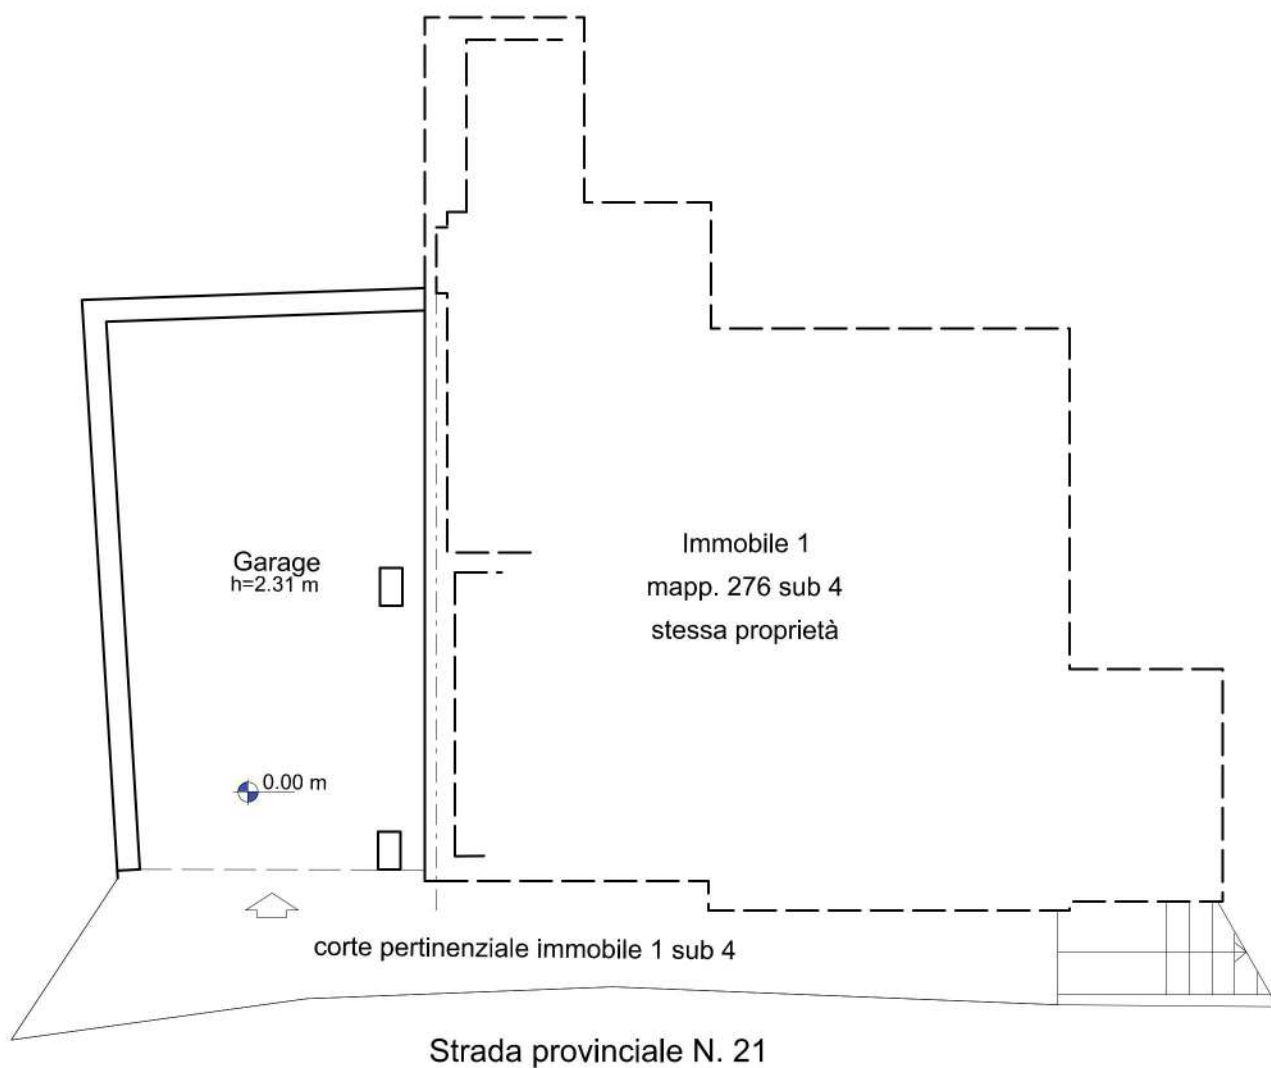 Immobile 1
mapp. 276 sub 4
stessa proprietà
Garage
h=2.31 m
0.00 m
corte pertinenziale immobile 1 sub 4
Strada provinciale N. 21